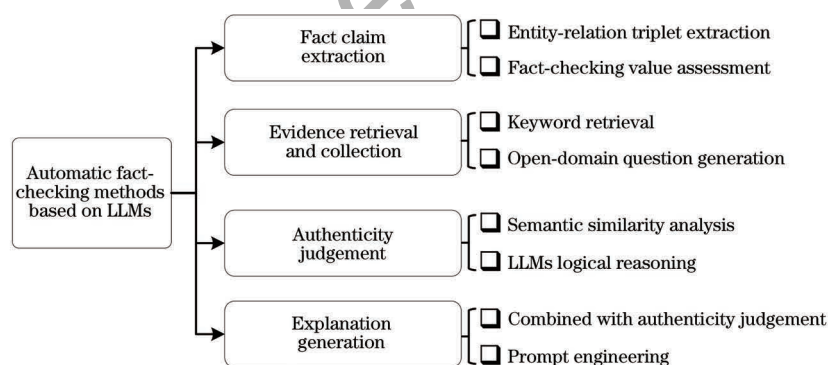 Fact claim
extraction
Entity-relation triplet extraction
Fact-checking value assessment
Evidence retrieval
and collection
Keyword retrieval
Open-domain question generation
Automatic fact-
checking methods
based on LLMs
Authenticity
judgement
Semantic similarity analysis
LLMs logical reasoning
Explanation
generation
Combined with authenticity judgement
Prompt engineering